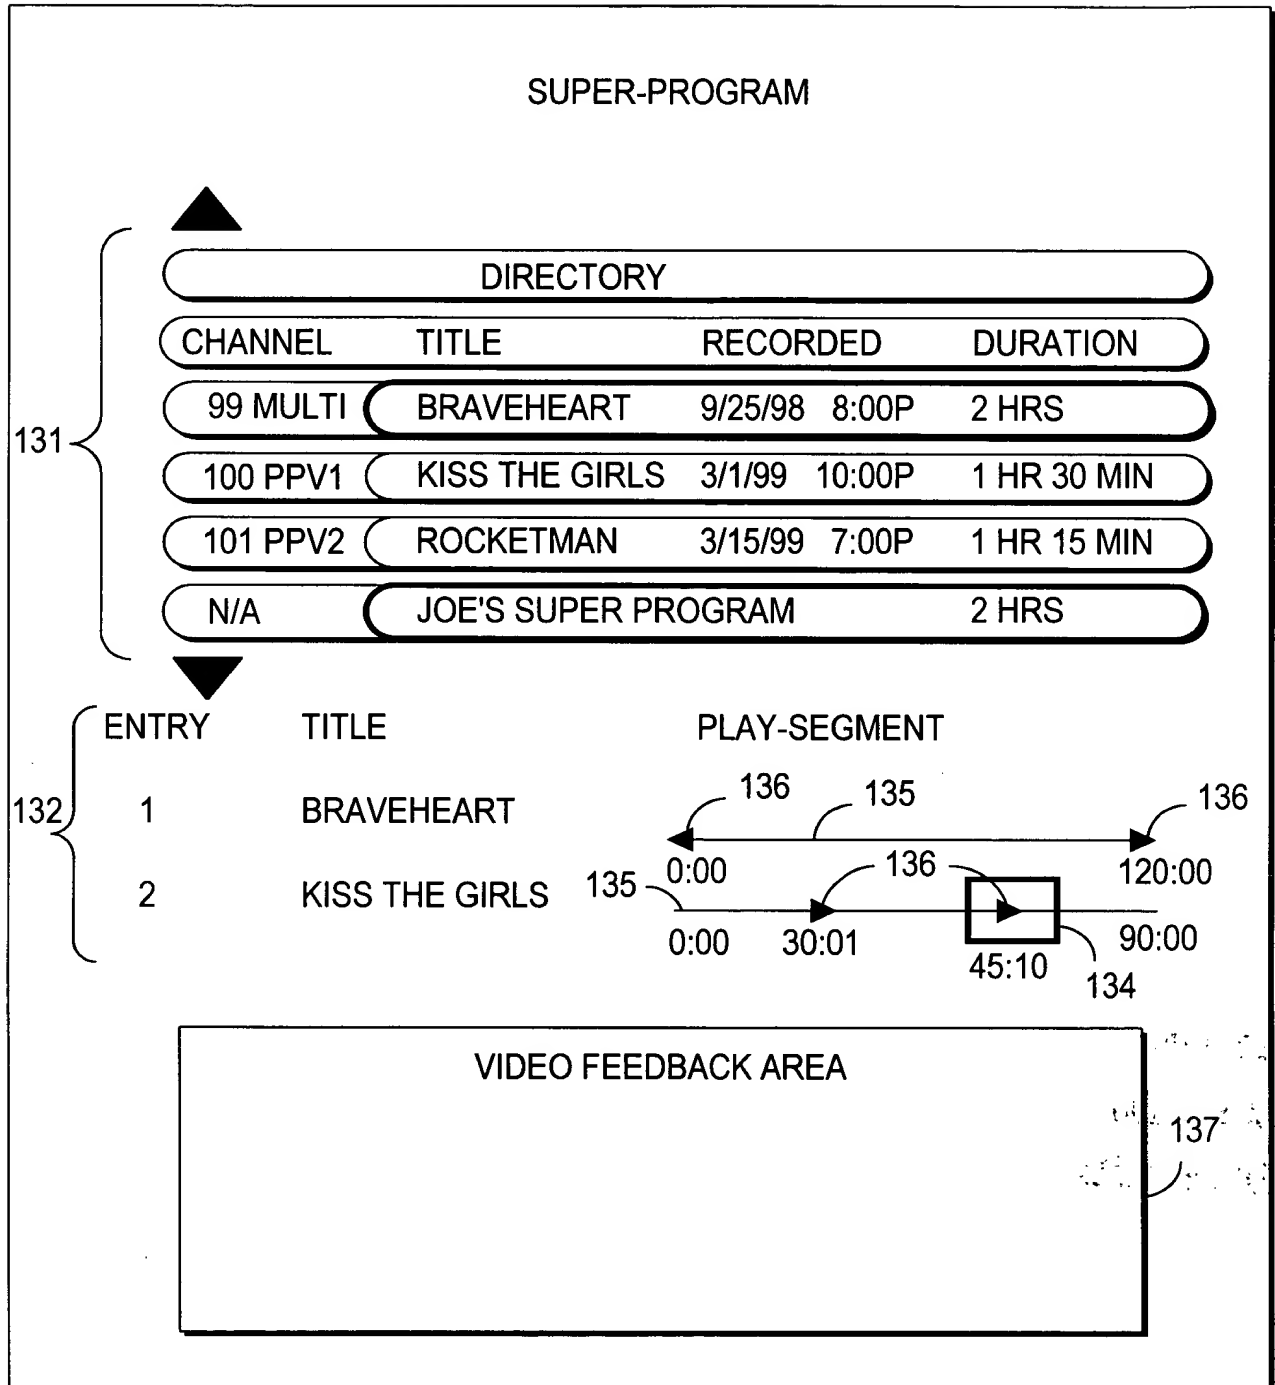 SUPER-PROGRAM
DIRECTORY
CHANNEL TITLE RECORDED DURATION
99 MULTI BRAVEHEART 9/25/98 8:00P 2 HRS
131
100 PPV1 KISS THE GIRLS 3/1/99 10:00P 1 HR 30 MIN
101 PPV2 ROCKETMAN 3/15/99 7:00P 1 HR 15 MIN
N/A JOE'S SUPER PROGRAM 2 HRS
ENTRY TITLE PLAY-SEGMENT
136 135 136
132 1 BRAVEHEART
0:00 136 120:00
2 KISS THE GIRLS 135
0:00 30:01 45:10 90:00
134
VIDEO FEEDBACK AREA
137